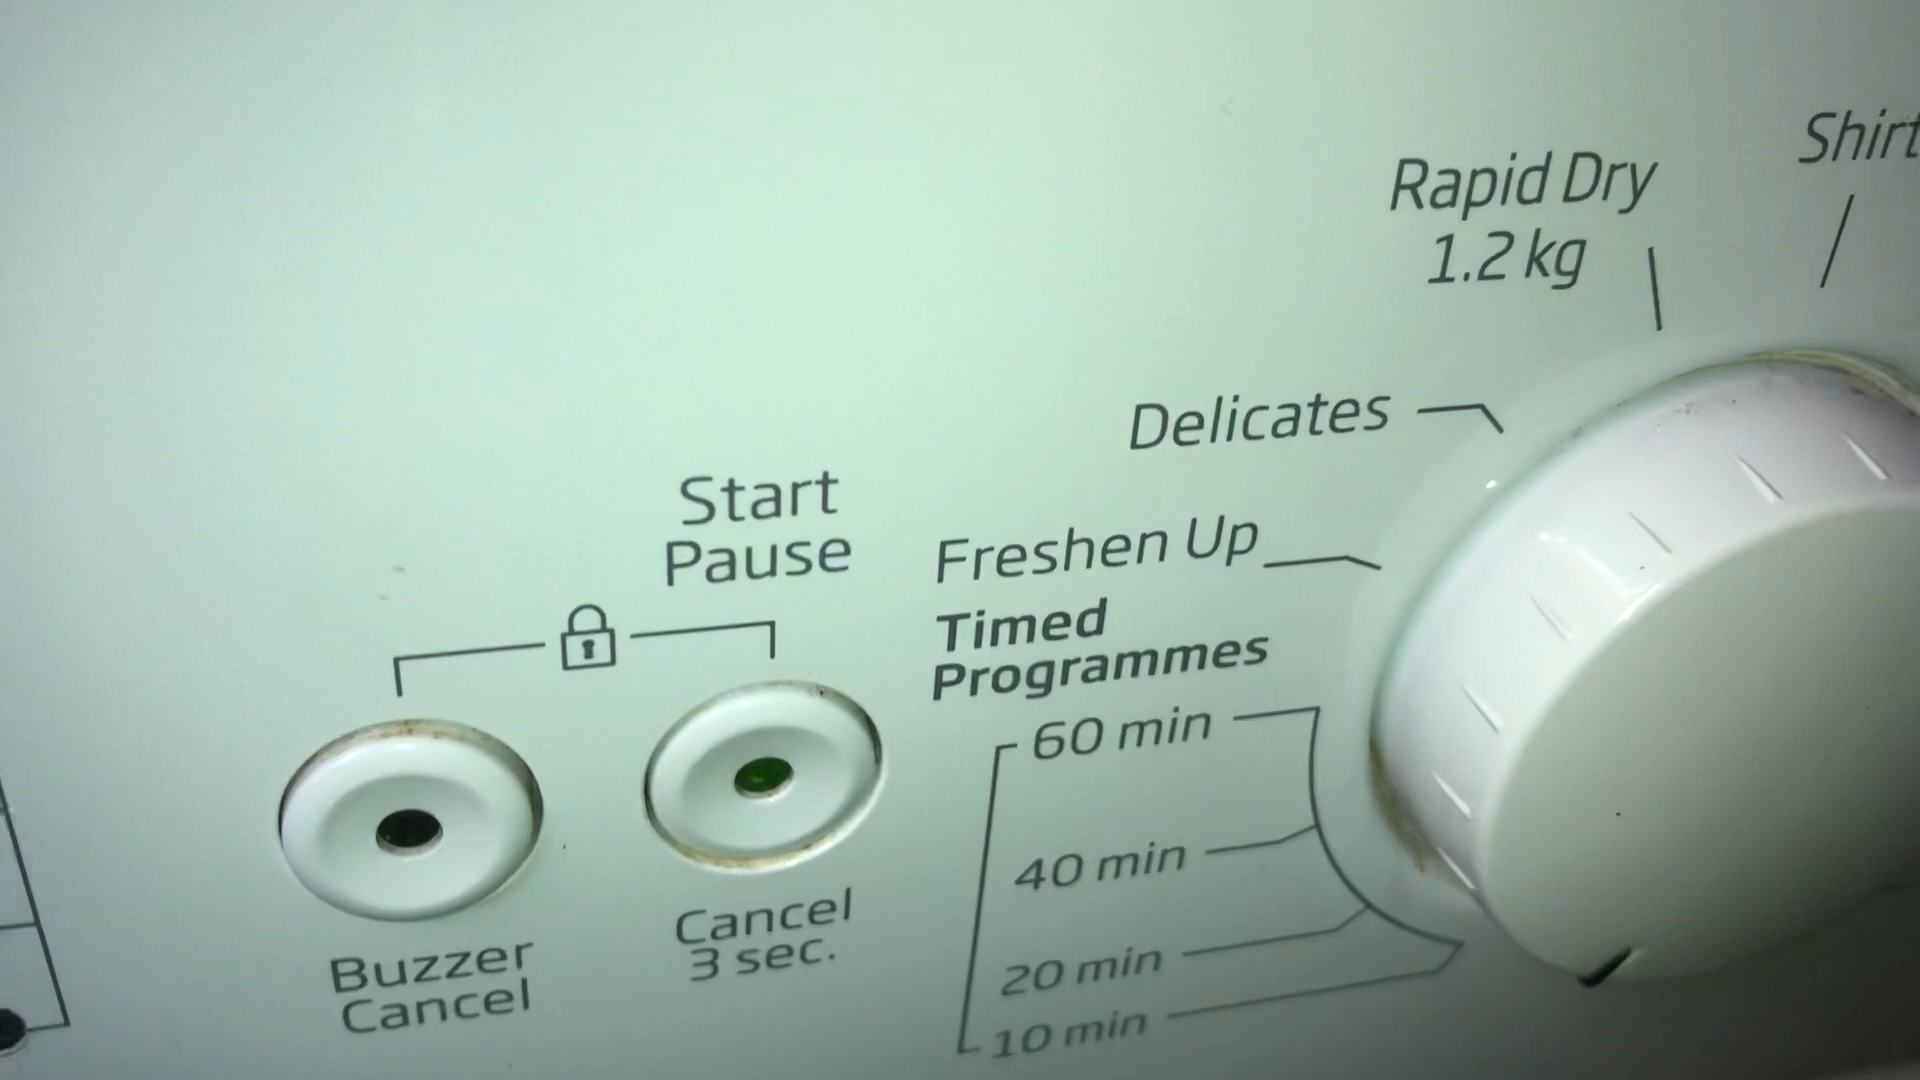 Shirt
Rapid Dry
1.2 kg
Delicates
Start
Pause
Freshen Up
Timed
Programmes
60 min
40 min
20 min
10 min
Buzzer
Cancel
Cancel
3 sec.